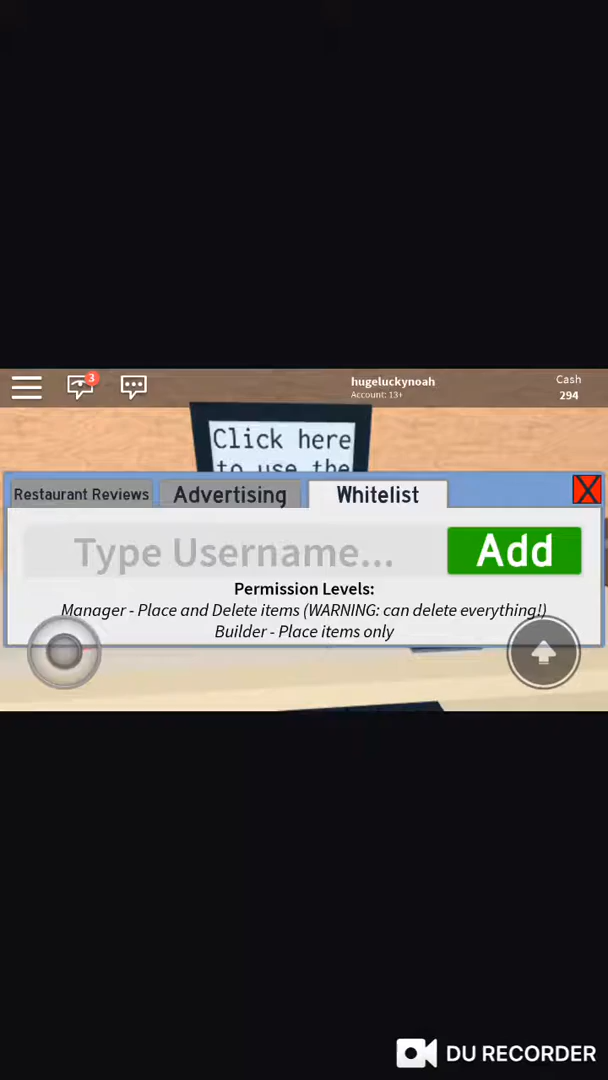 3
hugeluckynoah
Account: 13+
Cash
294
Click here
to use the
Restaurant Reviews
Advertising
Whitelist
X
Type Username...
Add
Permission Levels:
Manager - Place and Delete items (WARNING: can delete everything!)
Builder - Place items only
DU RECORDER